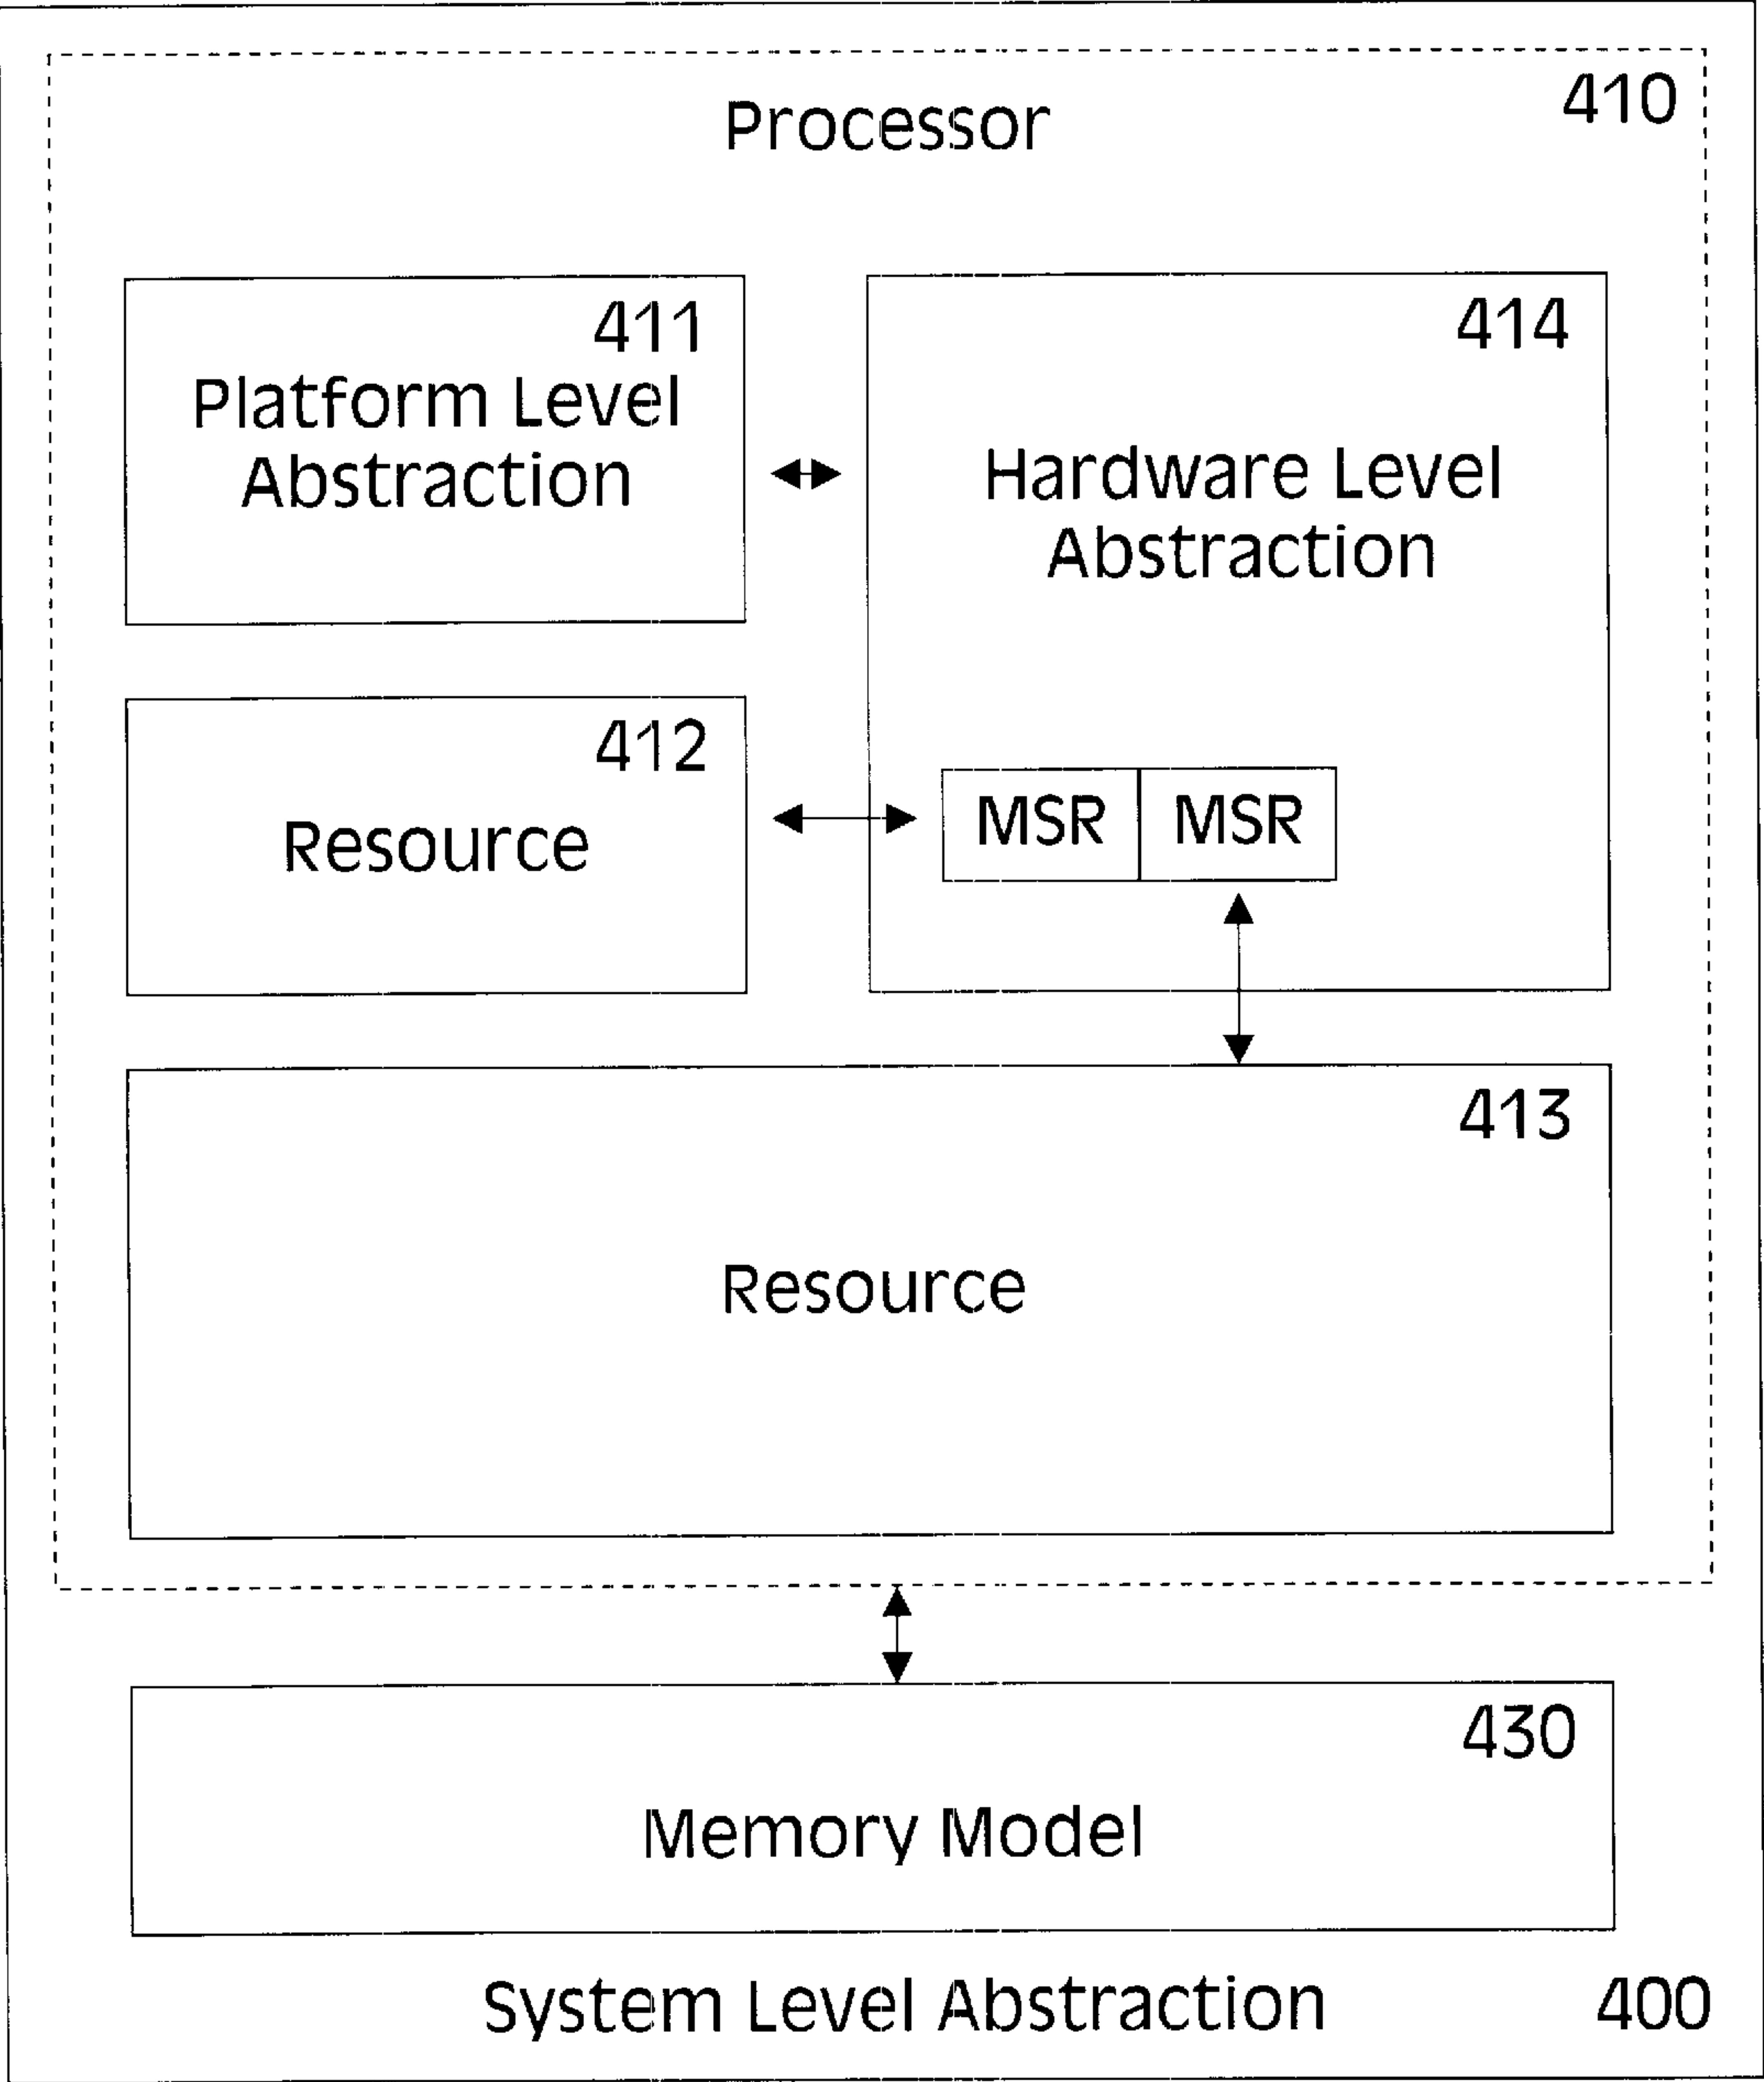 410
Processor
411
Platform Level
Abstraction
414
Hardware Level
Abstraction
412
Resource
MSR MSR
413
Resource
430
Memory Model
System Level Abstraction 400